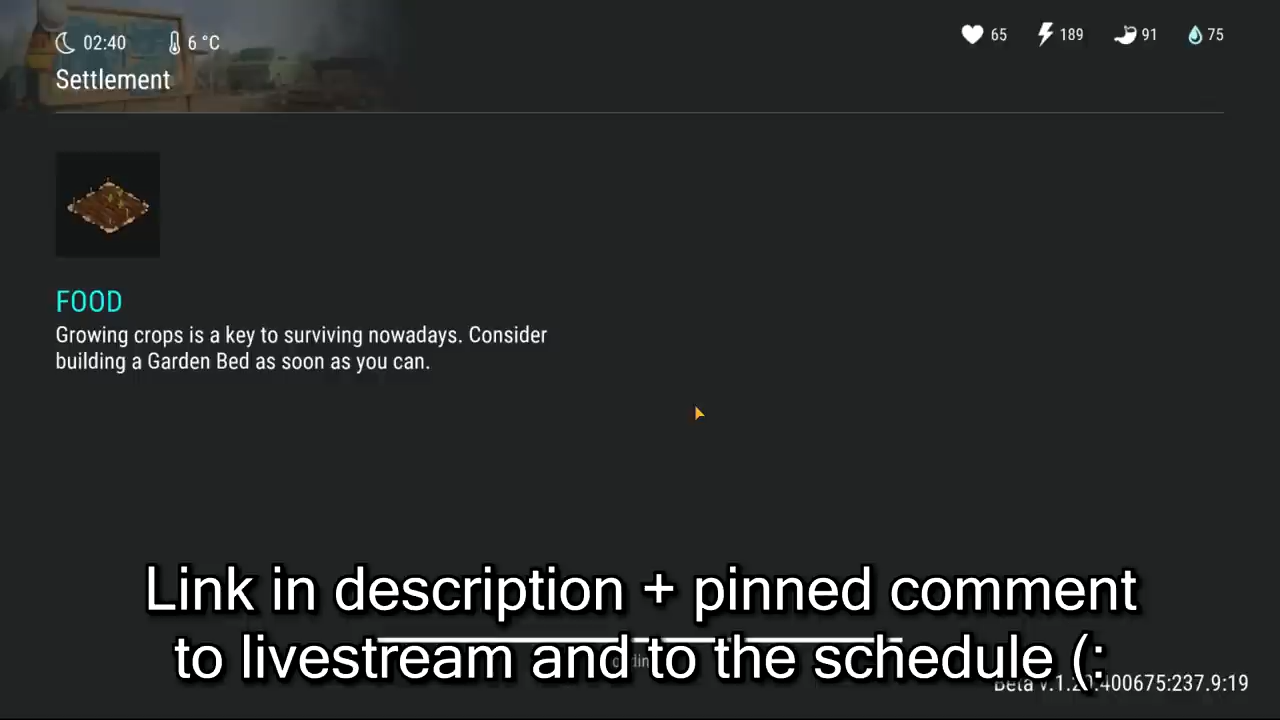 02:40 6 °C 65 189 91 75
Settlement
FOOD
Growing crops is a key to surviving nowadays. Consider
building a Garden Bed as soon as you can.
Link in description + pinned comment
to livestream and to the schedule (: